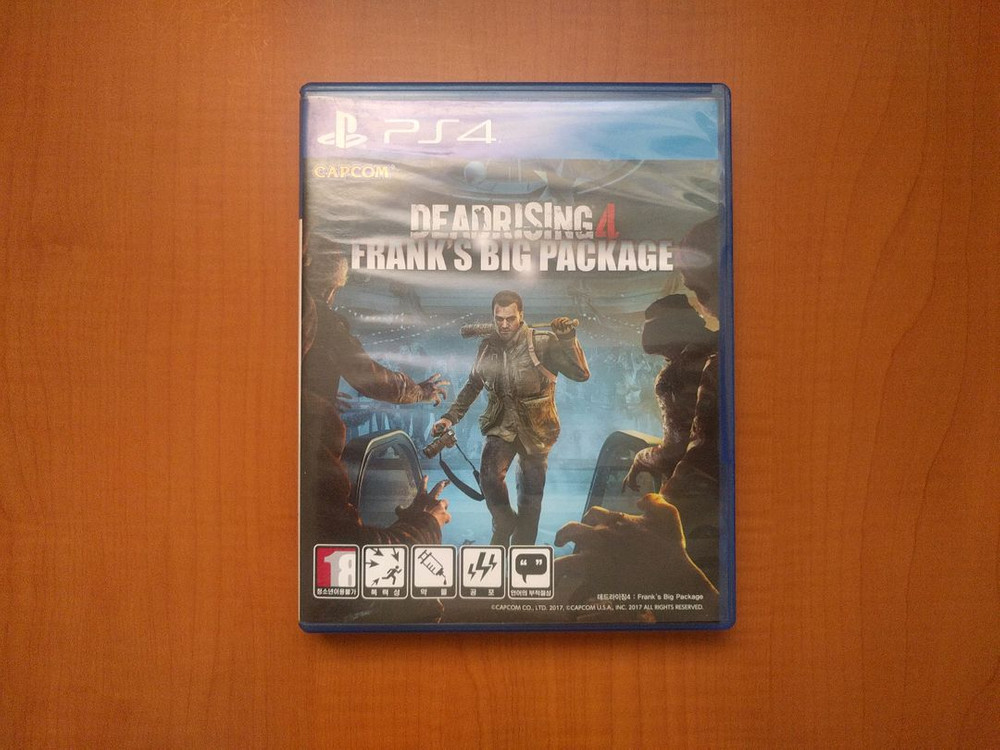 PS4
CAPCOM
DEADRISING 4
FRANK'S BIG PACKAGE
18
청소년이용불가
폭력성
약물
공포
언어의 부적절성
데드라이징4 : Frank's Big Package
©CAPCOM CO., LTD. 2017, ©CAPCOM U.S.A., INC. 2017 ALL RIGHTS RESERVED.